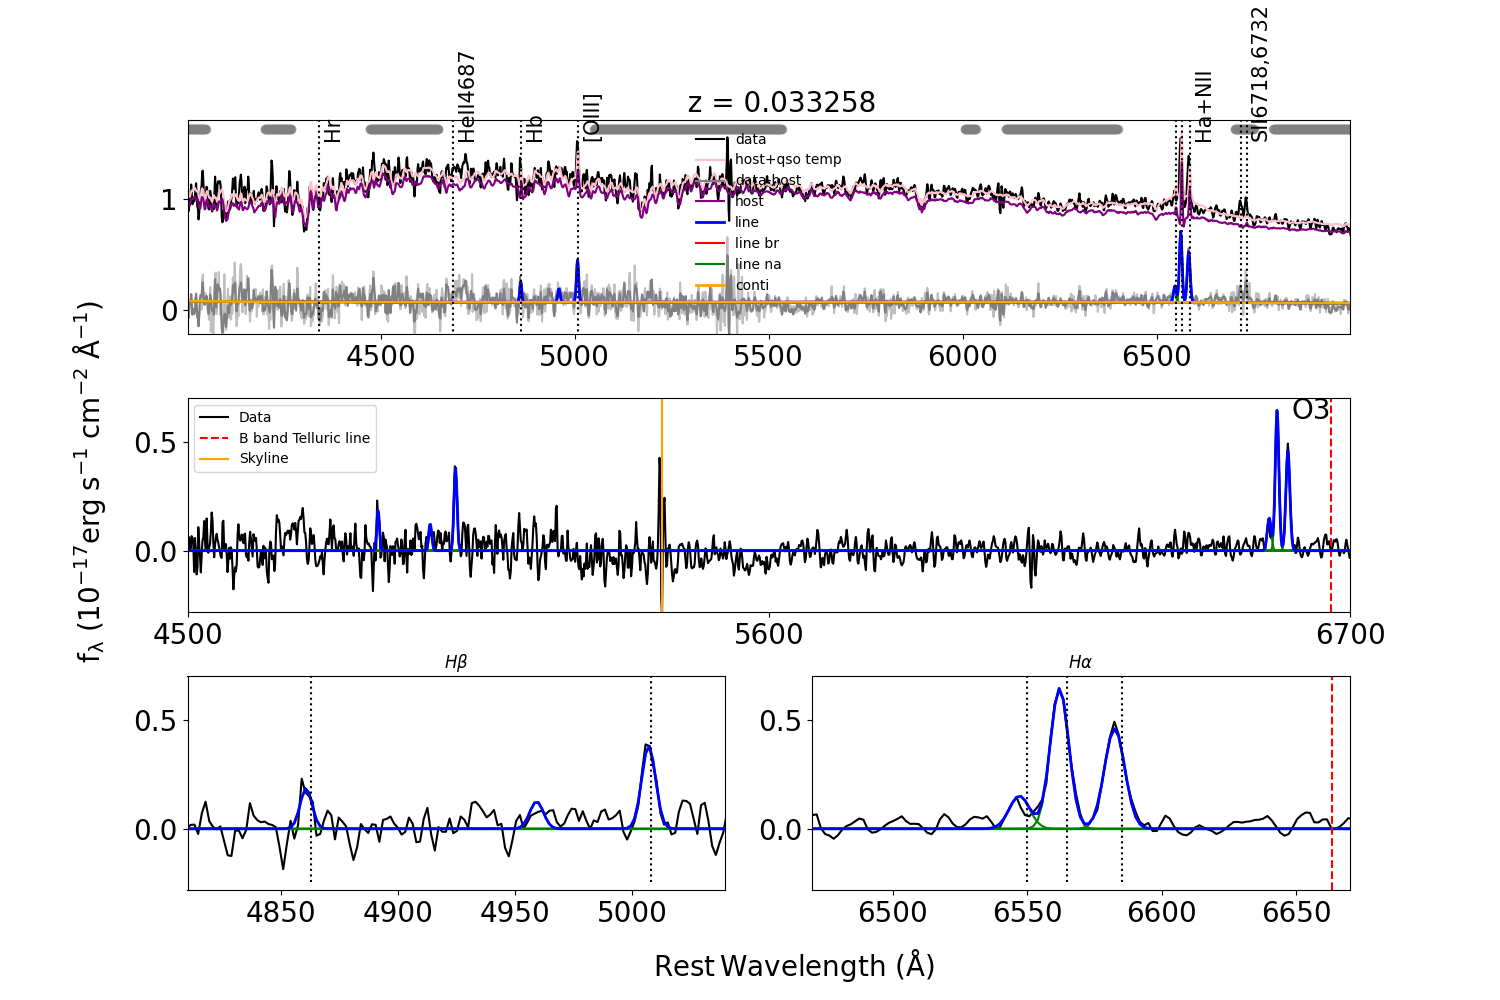 z = 0.033258
Hr
HeII4687
Hb
[OIII]
Ha+NII
SII6718,6732
data
host+qso temp
data-host
host
line
line br
line na
conti
1
0
4500 5000 5500 6000 6500
fλ (10−17erg s−1 cm−2 Å−1)
Data
B band Telluric line
Skyline
O3
0.5
0.0
4500 5600 6700
Hβ
0.5
0.0
4850 4900 4950 5000
Hα
0.5
0.0
6500 6550 6600 6650
Rest Wavelength (Å)